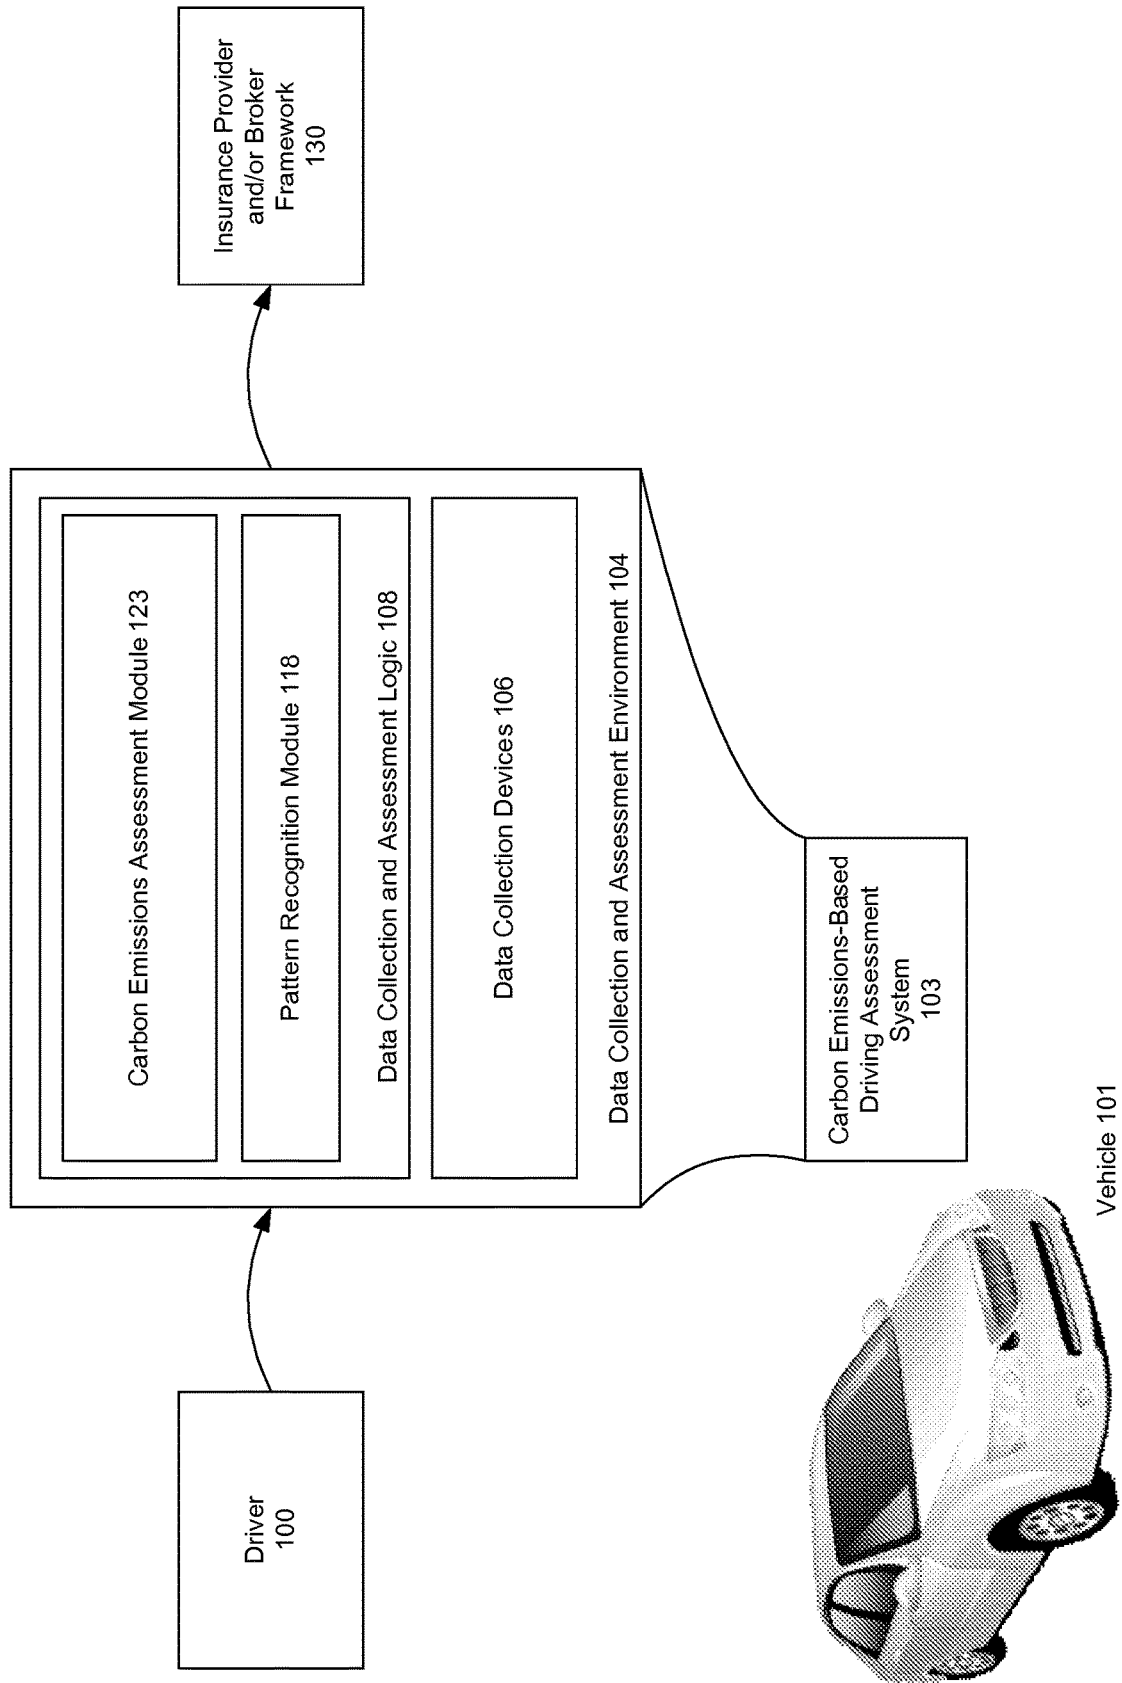 Driver
100
Carbon Emissions Assessment Module 123
Pattern Recognition Module 118
Data Collection and Assessment Logic 108
Data Collection Devices 106
Data Collection and Assessment Environment 104
Insurance Provider
and/or Broker
Framework
130
Carbon Emissions-Based
Driving Assessment
System
103
Vehicle 101